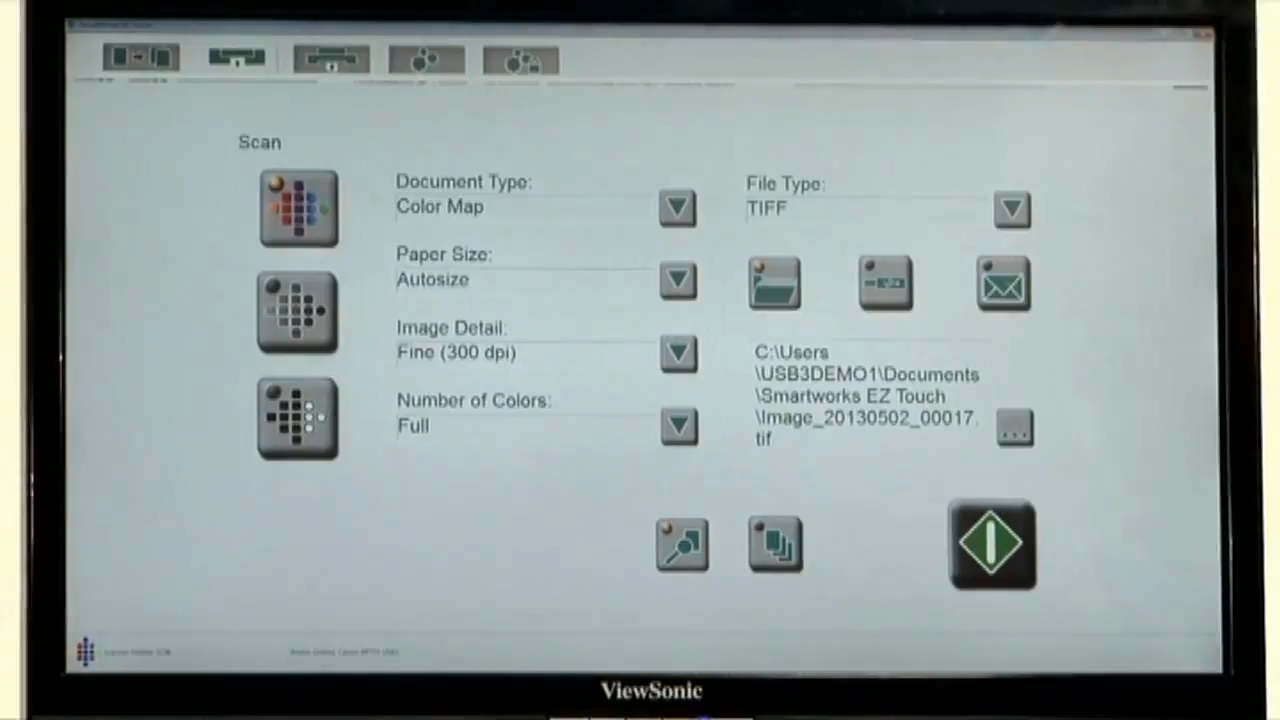 Scan
Document Type:
Color Map
Paper Size:
Autosize
Image Detail:
Fine (300 dpi)
Number of Colors:
Full
File Type:
TIFF
C:\Users
\USB3DEMO1\Documents
\Smartworks EZ Touch
\Image_20130502_00017.
tif
...
ViewSonic